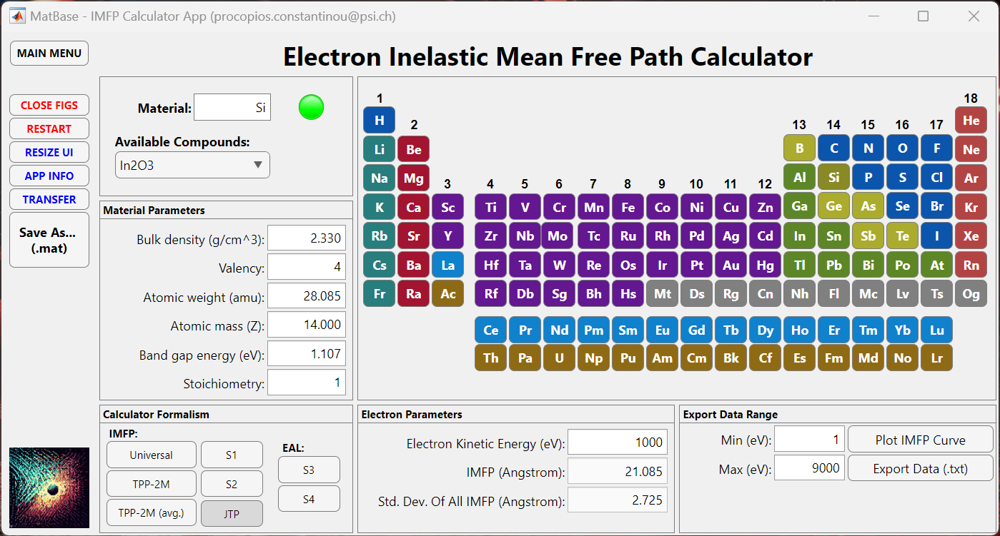 MatBase - IMFP Calculator App (procopios.constantinou@psi.ch)
MAIN MENU
Electron Inelastic Mean Free Path Calculator
CLOSE FIGS
RESTART
RESIZE UI
APP INFO
TRANSFER
Save As...
(.mat)
Material: Si
Available Compounds:
In2O3
Material Parameters
Bulk density (g/cm^3): 2.330
Valency: 4
Atomic weight (amu): 28.085
Atomic mass (Z): 14.000
Band gap energy (eV): 1.107
Stoichiometry: 1
1 18
H He
2 13 14 15 16 17
Li Be B C N O F Ne
Na Mg Al Si P S Cl Ar
3 4 5 6 7 8 9 10 11 12
K Ca Sc Ti V Cr Mn Fe Co Ni Cu Zn Ga Ge As Se Br Kr
Rb Sr Y Zr Nb Mo Tc Ru Rh Pd Ag Cd In Sn Sb Te I Xe
Cs Ba La Hf Ta W Re Os Ir Pt Au Hg Tl Pb Bi Po At Rn
Fr Ra Ac Rf Db Sg Bh Hs Mt Ds Rg Cn Nh Fl Mc Lv Ts Og
Ce Pr Nd Pm Sm Eu Gd Tb Dy Ho Er Tm Yb Lu
Th Pa U Np Pu Am Cm Bk Cf Es Fm Md No Lr
Calculator Formalism
IMFP:
Universal S1
TPP-2M S2
TPP-2M (avg.) JTP
EAL:
S3
S4
Electron Parameters
Electron Kinetic Energy (eV): 1000
IMFP (Angstrom): 21.085
Std. Dev. Of All IMFP (Angstrom): 2.725
Export Data Range
Min (eV): 1 Plot IMFP Curve
Max (eV): 9000 Export Data (.txt)